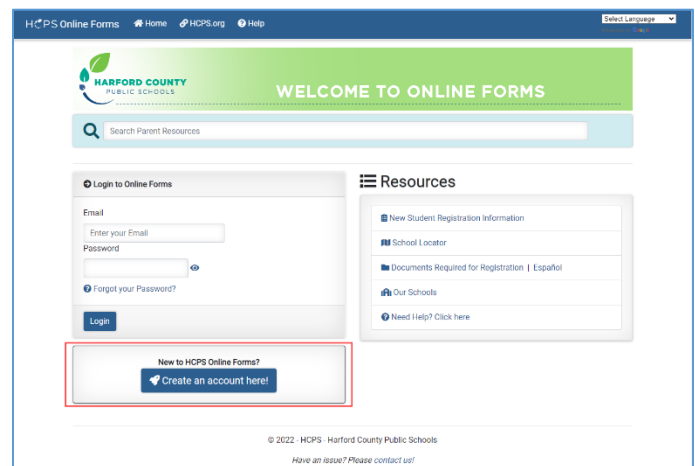 HCPS Online Forms Home HCPS.org Help Select Language
HARFORD COUNTY
PUBLIC SCHOOLS
WELCOME TO ONLINE FORMS
Search Parent Resources
Login to Online Forms
Email
Enter your Email
Password
Forgot your Password?
Login
New to HCPS Online Forms?
Create an account here!
Resources
New Student Registration Information
School Locator
Documents Required for Registration | Español
Our Schools
Need Help? Click here
© 2022 - HCPS - Harford County Public Schools
Have an issue? Please contact us!